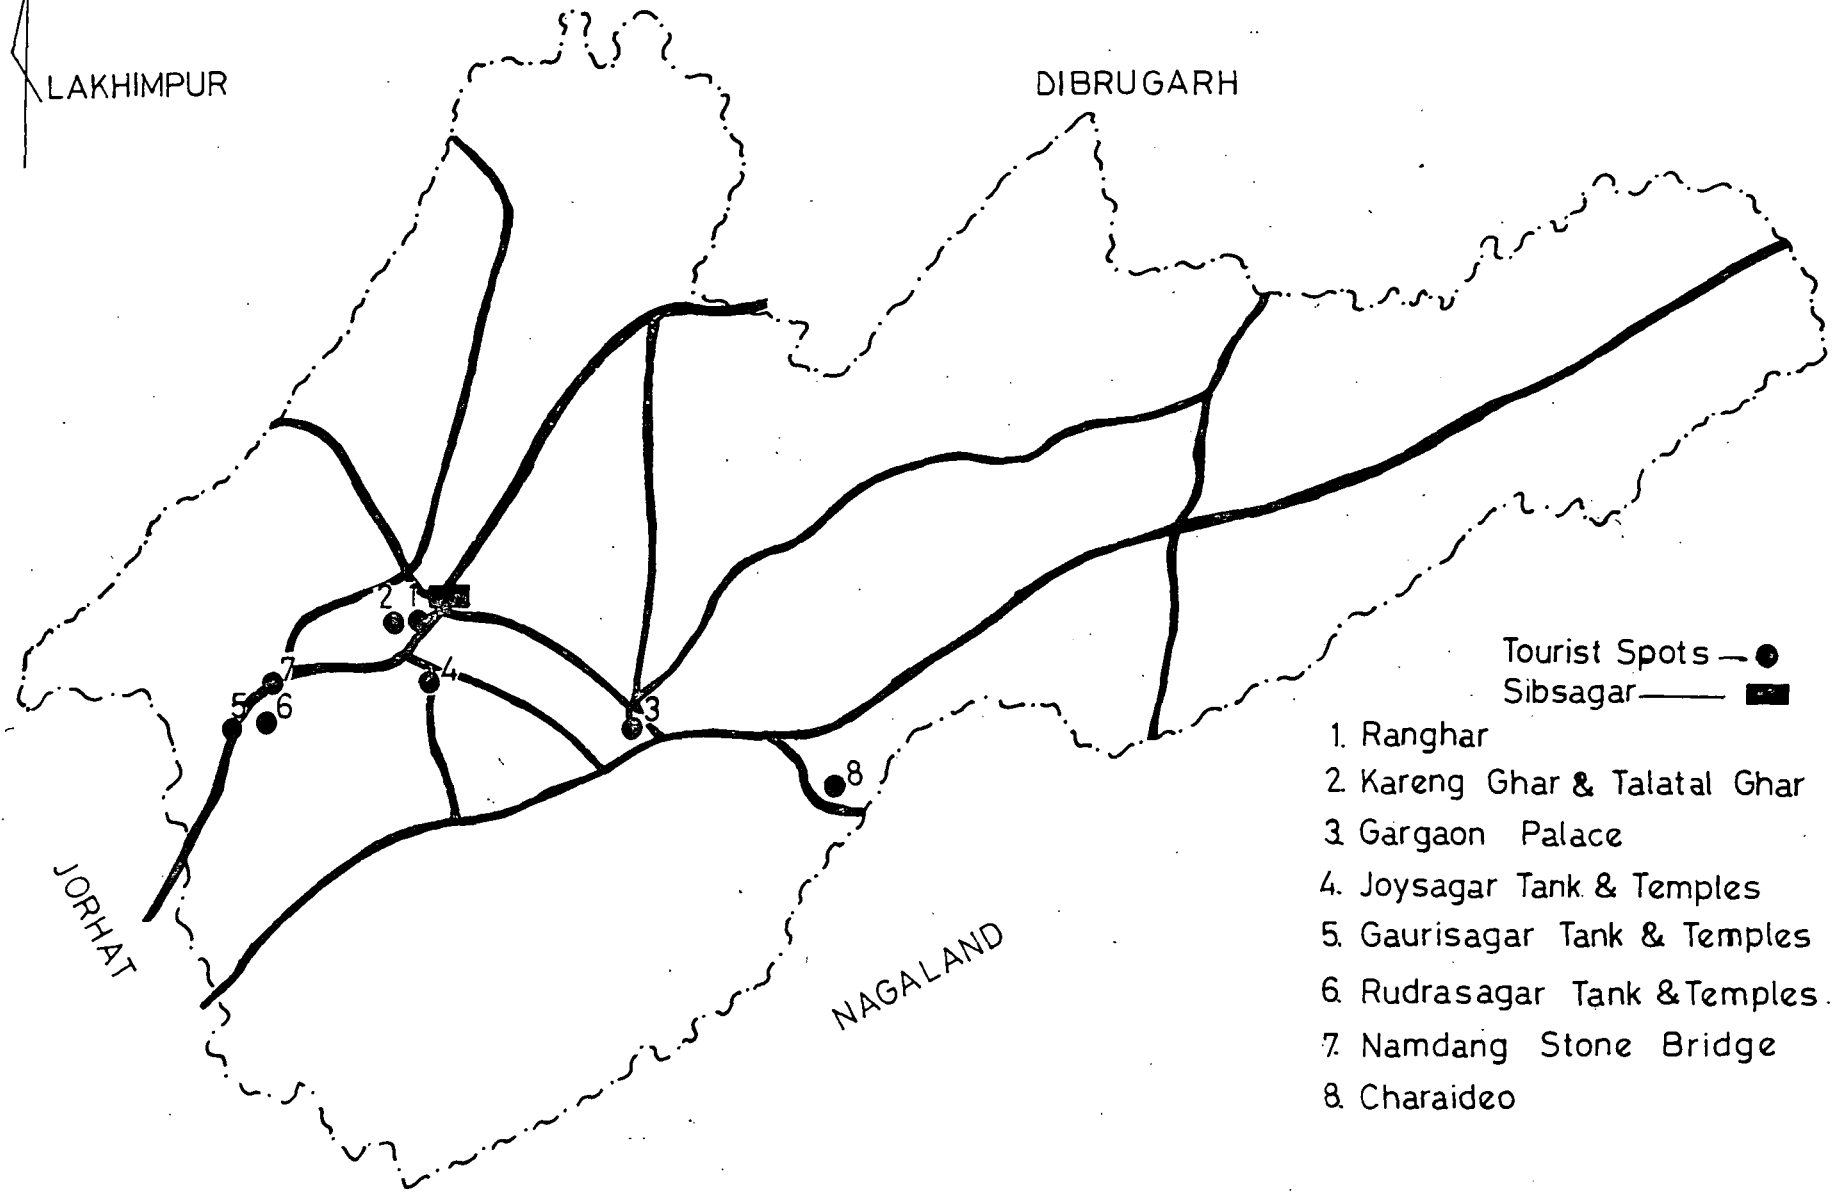 LAKHIMPUR
DIBRUGARH
2 1
7
4
5
6
3
8
JORHAT
NAGALAND
Tourist Spots
Sibsagar
1. Ranghar
2. Kareng Ghar & Talatal Ghar
3. Gargaon Palace
4. Joysagar Tank & Temples
5. Gaurisagar Tank & Temples
6. Rudrasagar Tank & Temples.
7. Namdang Stone Bridge
8. Charaideo